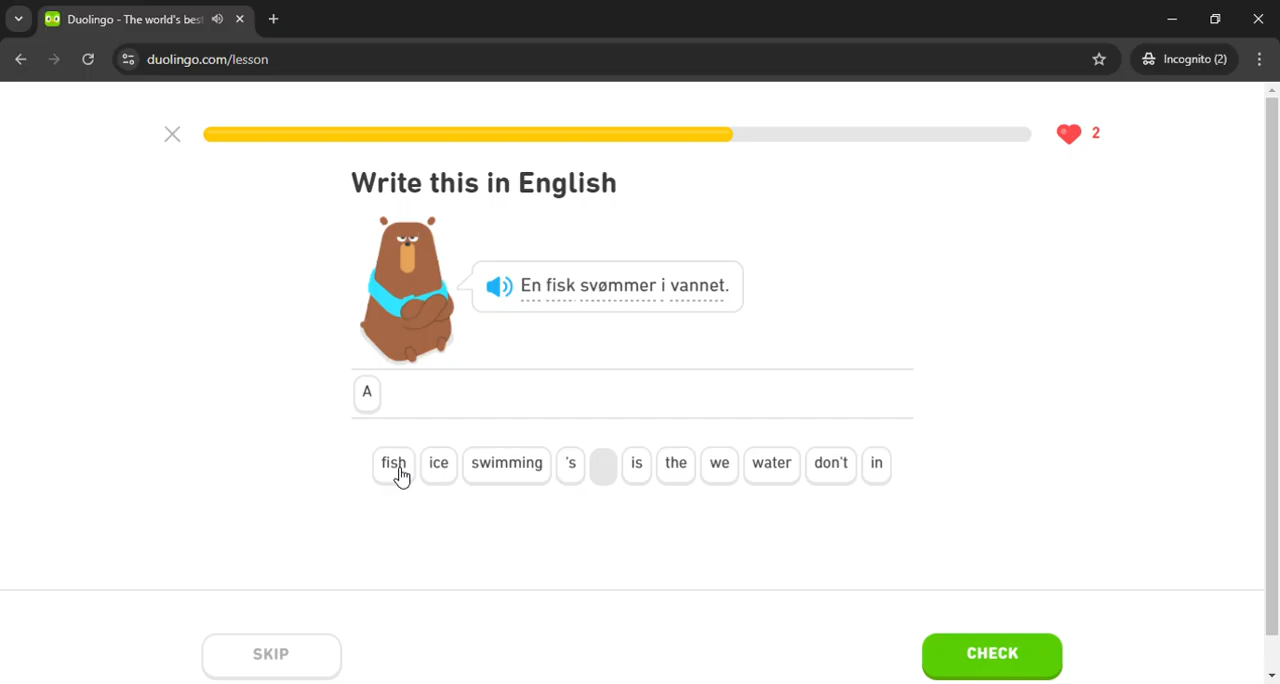 Duolingo - The world's bes
duolingo.com/lesson
Incognito (2)
2
Write this in English
En fisk svømmer i vannet.
A
fish ice swimming 's is the we water don't in
SKIP
CHECK